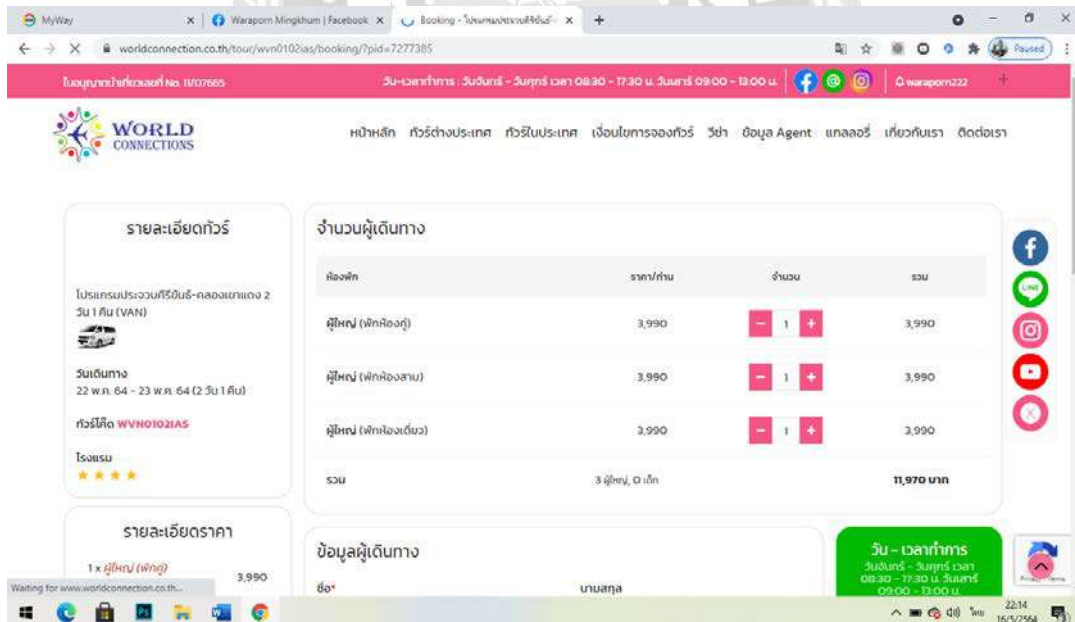 MyWay
Waraporn Mingkhum | Facebook
Booking - โปรแกรมประจวบคีรีขันธ์-
worldconnection.co.th/tour/wvn0102ias/booking/?pid=7277385
Paused
ใบอนุญาตนำเที่ยวเลขที่ No. 11/07665
วัน-เวลาทำการ : วันจันทร์ - วันศุกร์ เวลา 08:30 - 17:30 น. วันเสาร์ 09:00 - 13:00 น.
waraporn222
WORLD
CONNECTIONS
หน้าหลัก ทัวร์ต่างประเทศ ทัวร์ในประเทศ เงื่อนไขการจองทัวร์ วีซ่า ข้อมูล Agent แกลลอรี่ เกี่ยวกับเรา ติดต่อเรา
รายละเอียดทัวร์
โปรแกรมประจวบคีรีขันธ์-คลองเขาแดง 2
วัน 1 คืน (VAN)
วันเดินทาง
22 พ.ค. 64 - 23 พ.ค. 64 (2 วัน 1 คืน)
ทัวร์โค๊ด WVN0102IAS
โรงแรม
รายละเอียดราคา
1 x ผู้ใหญ่ (พักคู่)
3,990
จำนวนผู้เดินทาง
ห้องพัก ราคา/ท่าน จำนวน รวม
ผู้ใหญ่ (พักห้องคู่) 3,990 - 1 + 3,990
ผู้ใหญ่ (พักห้องสาม) 3,990 - 1 + 3,990
ผู้ใหญ่ (พักห้องเดี่ยว) 3,990 - 1 + 3,990
รวม 3 ผู้ใหญ่, 0 เด็ก 11,970 บาท
ข้อมูลผู้เดินทาง
ชื่อ* นามสกุล
LINE
วัน - เวลาทำการ
วันจันทร์ - วันศุกร์ เวลา
08:30 - 17:30 น. วันเสาร์
09:00 - 13:00 น.
Waiting for www.worldconnection.co.th...
Ps
ไทย
22:14
16/5/2564